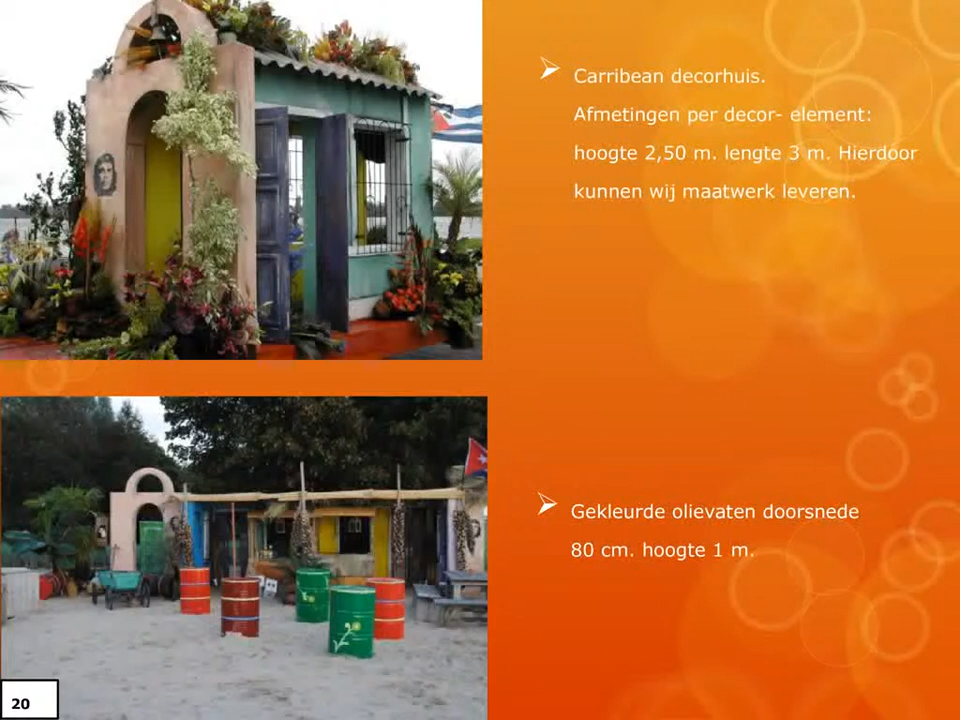 Carribean decorhuis.
Afmetingen per decor- element:
hoogte 2,50 m. lengte 3 m. Hierdoor
kunnen wij maatwerk leveren.
Gekleurde olievaten doorsnede
80 cm. hoogte 1 m.
20